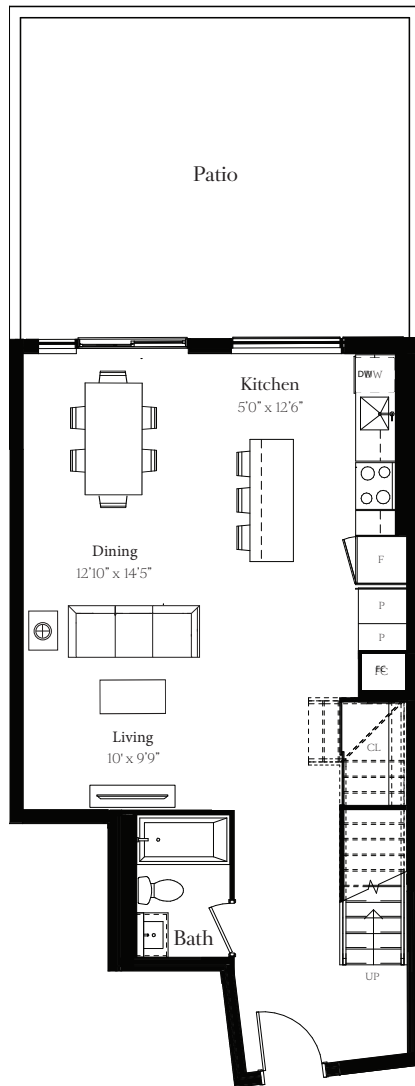 Patio
Kitchen
5'0" x 12'6"
DW
Dining
12'10" x 14'5"
F
P
P
FC
Living
10' x 9'9"
CL
Bath
UP